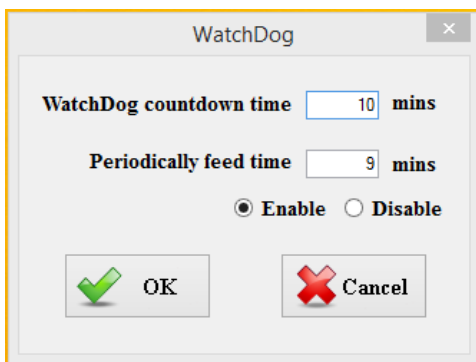 WatchDog
WatchDog countdown time 10 mins
Periodically feed time 9 mins
Enable Disable
OK Cancel